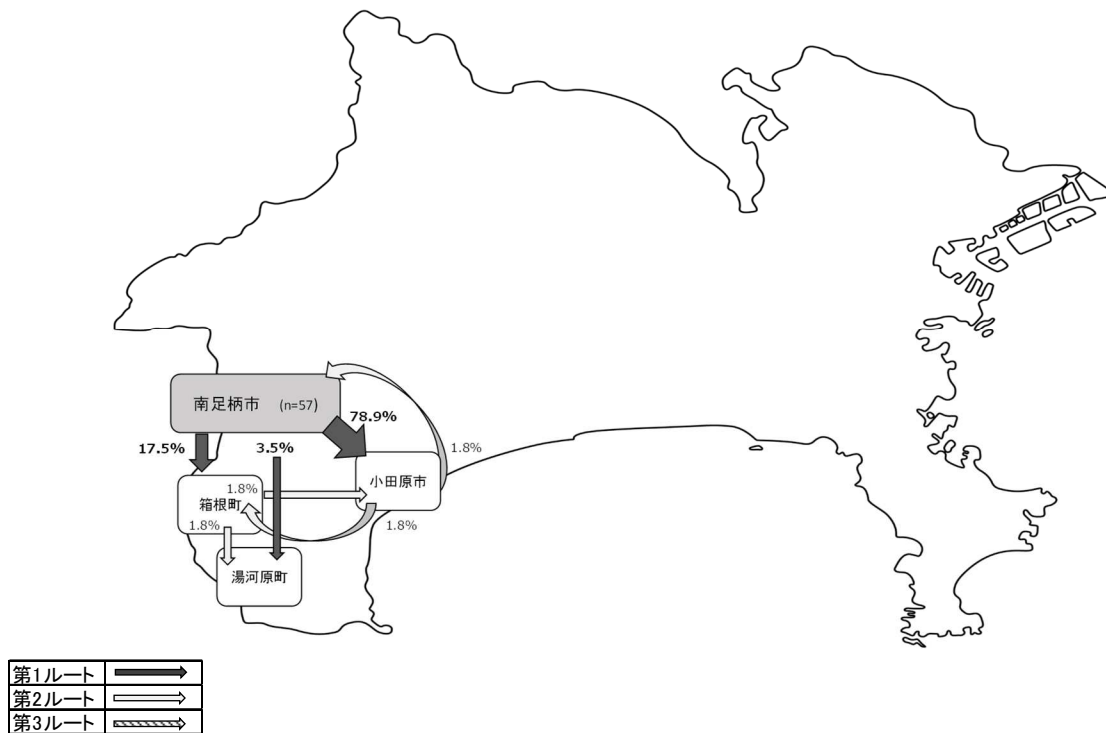 南足柄市 (n=57)
78.9%
17.5%
3.5%
1.8%
小田原市
1.8%
箱根町
1.8%
1.8%
湯河原町
第1ルート
第2ルート
第3ルート